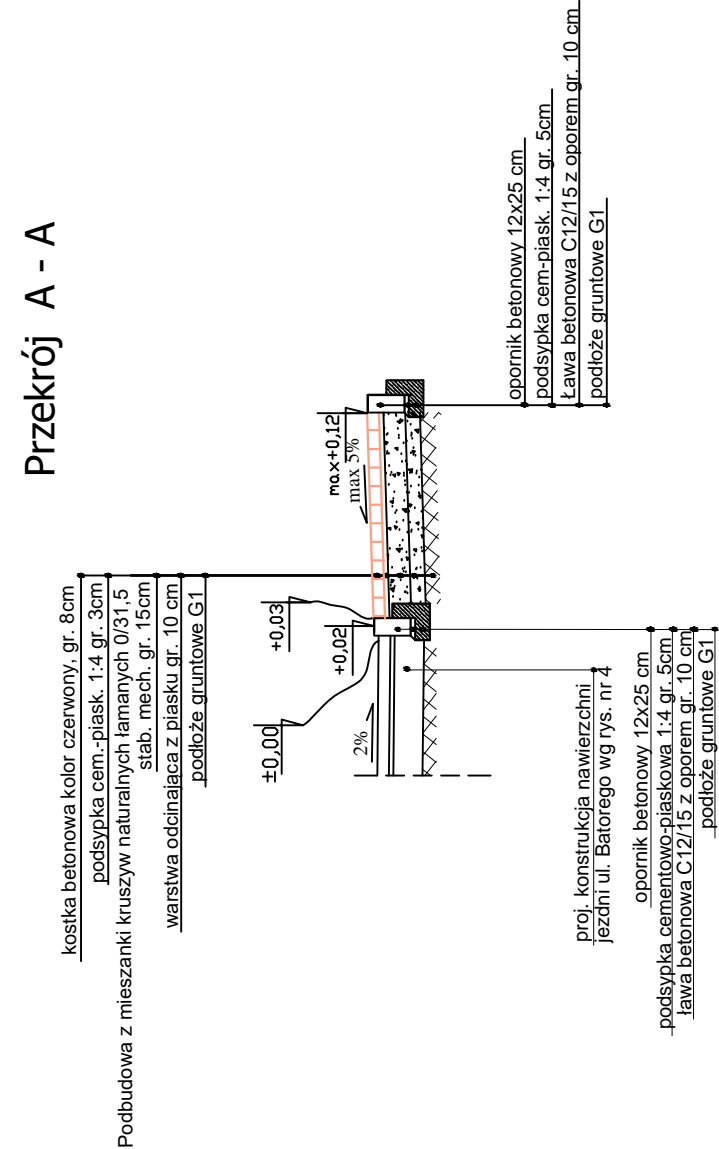 Przekrój A - A
kostka betonowa kolor czerwony, gr. 8cm
podsypka cem.-piask. 1:4 gr. 3cm
Podbudowa z mieszanki kruszyw naturalnych łamanych 0/31,5
stab. mech. gr. 15cm
warstwa odcinająca z piasku gr. 10 cm
podłoże gruntowe G1
±0,00
+0,03
+0,02
max+0,12
max 5%
2%
proj. konstrukcja nawierzchni
jezdni ul. Batorego wg rys. nr 4
opornik betonowy 12x25 cm
podsypka cementowo-piaskowa 1:4 gr. 5cm
ława betonowa C12/15 z oporem gr. 10 cm
podłoże gruntowe G1
opornik betonowy 12x25 cm
podsypka cem-piask. 1:4 gr. 5cm
Ława betonowa C12/15 z oporem gr. 10 cm
podłoże gruntowe G1